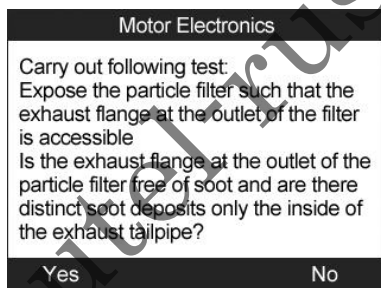 Motor Electronics
Carry out following test:
Expose the particle filter such that the
exhaust flange at the outlet of the filter
is accessible
Is the exhaust flange at the outlet of the
particle filter free of soot and are there
distinct soot deposits only the inside of
the exhaust tailpipe?
Yes No